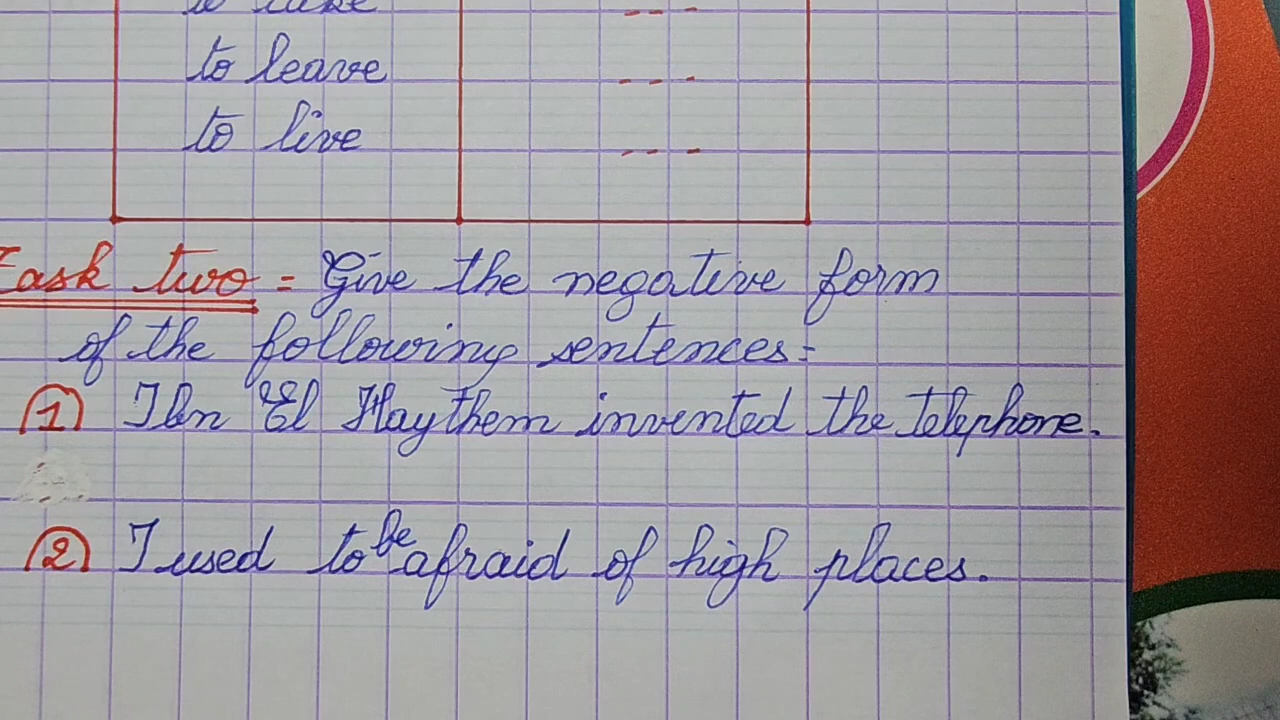 to leave
- - -
to live
- - -
Task two = Give the negative form
of the following sentences:
1 Ibn El Haythem invented the telephone.
2 I used to be afraid of high places.